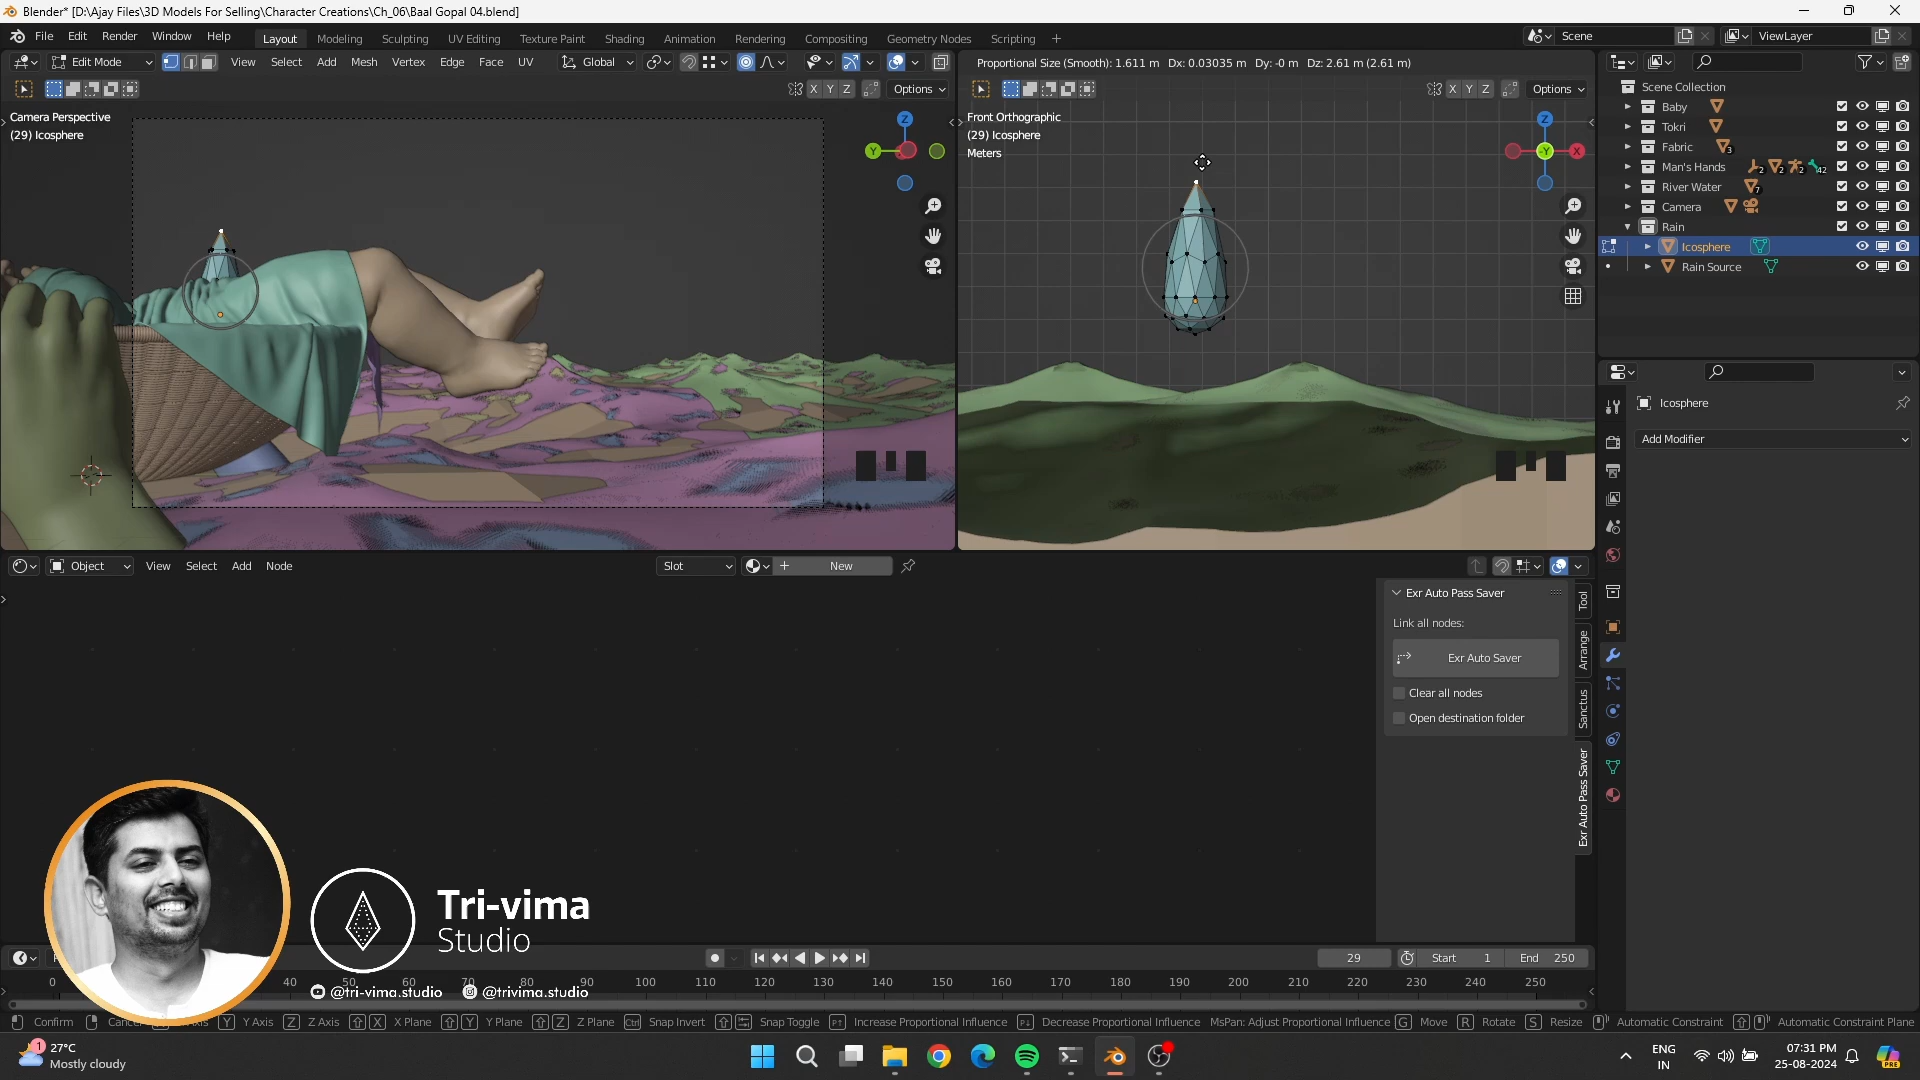 Blender* [D:\Ajay Files\3D Models For Selling\Character Creations\Ch_06\Baal Gopal 04.blend]
File Edit Render Window Help Layout Modeling Sculpting UV Editing Texture Paint Shading Animation Rendering Compositing Geometry Nodes Scripting + Scene ViewLayer
Edit Mode View Select Add Mesh Vertex Edge Face UV Global
Proportional Size (Smooth): 1.611 m Dx: 0.03035 m Dy: -0 m Dz: 2.61 m (2.61 m)
X Y Z Options
X Y Z Options
Camera Perspective
(29) Icosphere
Z
Y
Front Orthographic
(29) Icosphere
Meters
Z
-Y
X
Scene Collection
Baby
Tokri
Fabric 3
Man's Hands 2 2 2 42
River Water 7
Camera
Rain
Icosphere
Rain Source
Icosphere
Add Modifier
Object View Select Add Node Slot New
Exr Auto Pass Saver
Link all nodes:
Exr Auto Saver
Clear all nodes
Open destination folder
Tool
Arrange
Sanctus
Exr Auto Pass Saver
Tri-vima
Studio
@tri-vima.studio @trivima.studio
29 Start 1 End 250
0 40 50 60 70 80 90 100 110 120 130 140 150 160 170 180 190 200 210 220 230 240 250
Confirm Y Y Axis Z Z Axis X X Plane Y Y Plane Z Z Plane Ctrl Snap Invert Snap Toggle Increase Proportional Influence Decrease Proportional Influence MsPan: Adjust Proportional Influence G Move R Rotate S Resize Automatic Constraint Automatic Constraint Plane
1
27°C
Mostly cloudy
ENG
IN
07:31 PM
25-08-2024
PRE